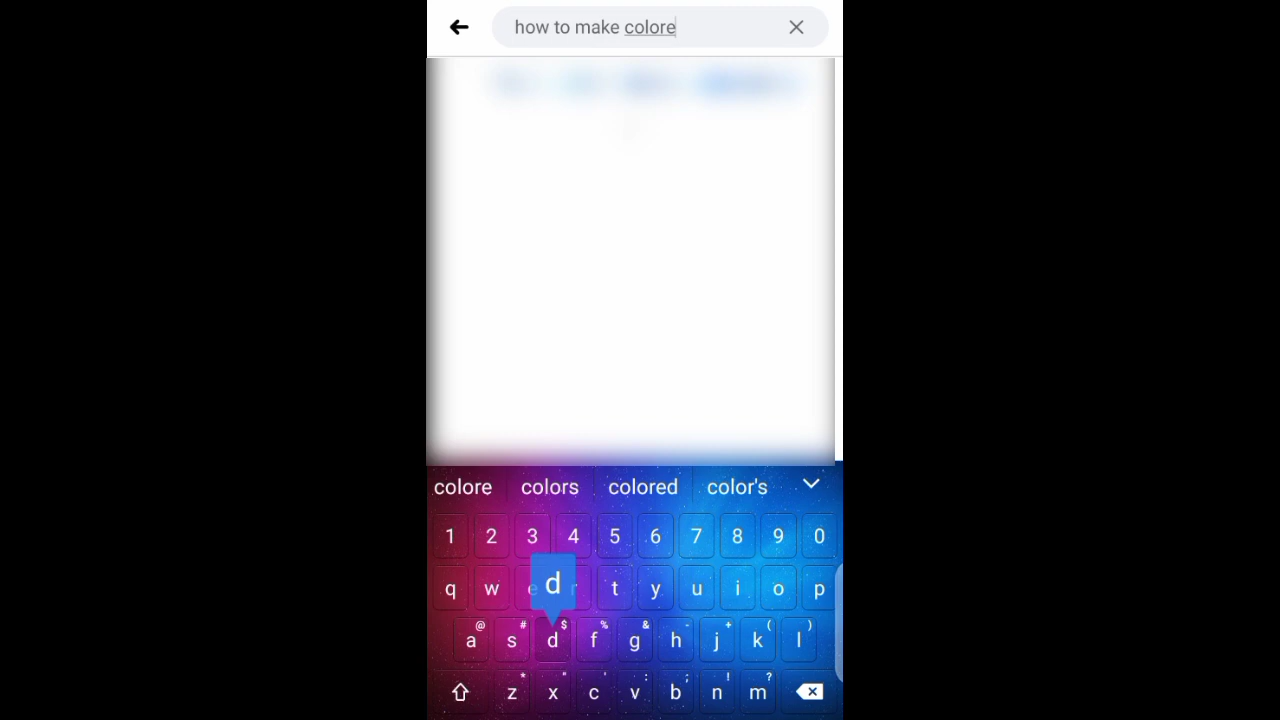 how to make colore
colore colors colored color's
1 2 3 4 5 6 7 8 9 0
d
q w e r t y u i o p
@ # $ % & - + ( )
a s d f g h j k l
* " ' : ; ! ?
z x c v b n m